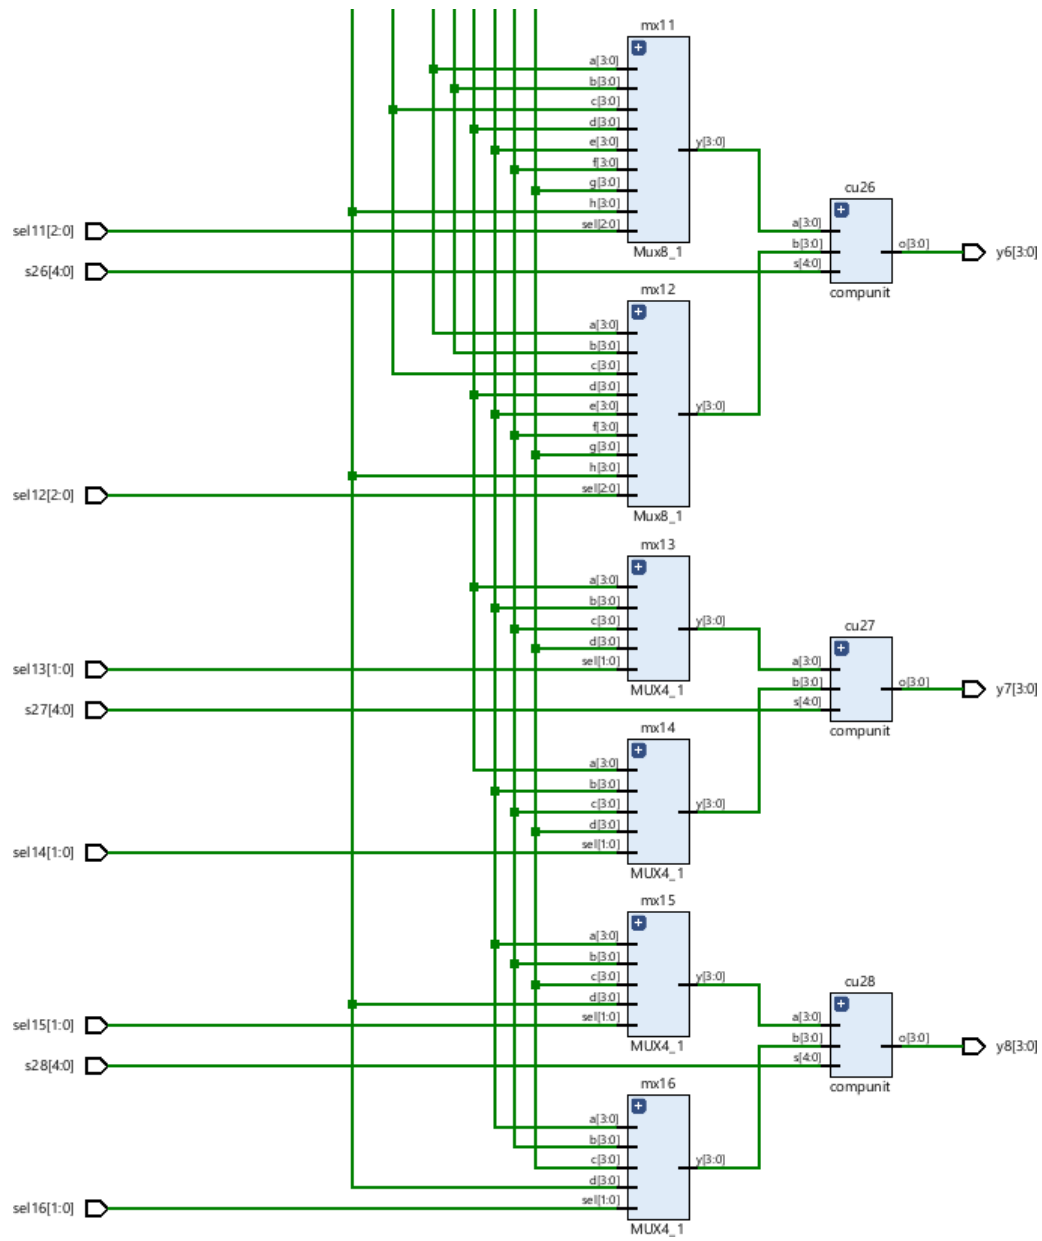 mx11
a[3:0]
b[3:0]
c[3:0]
d[3:0]
e[3:0]
f[3:0]
g[3:0]
h[3:0]
sel[2:0]
y[3:0]
Mux8_1
sel11[2:0]
s26[4:0]
cu26
a[3:0]
b[3:0]
s[4:0]
o[3:0]
compunit
y6[3:0]
mx12
a[3:0]
b[3:0]
c[3:0]
d[3:0]
e[3:0]
f[3:0]
g[3:0]
h[3:0]
sel[2:0]
y[3:0]
Mux8_1
sel12[2:0]
mx13
a[3:0]
b[3:0]
c[3:0]
d[3:0]
sel[1:0]
y[3:0]
MUX4_1
sel13[1:0]
s27[4:0]
cu27
a[3:0]
b[3:0]
s[4:0]
o[3:0]
compunit
y7[3:0]
mx14
a[3:0]
b[3:0]
c[3:0]
d[3:0]
sel[1:0]
y[3:0]
MUX4_1
sel14[1:0]
mx15
a[3:0]
b[3:0]
c[3:0]
d[3:0]
sel[1:0]
y[3:0]
MUX4_1
sel15[1:0]
s28[4:0]
cu28
a[3:0]
b[3:0]
s[4:0]
o[3:0]
compunit
y8[3:0]
mx16
a[3:0]
b[3:0]
c[3:0]
d[3:0]
sel[1:0]
y[3:0]
MUX4_1
sel16[1:0]